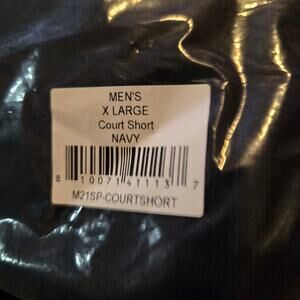 MEN'S
X LARGE
Court Short
NAVY
8 10071 41113 7
M21SP-COURTSHORT